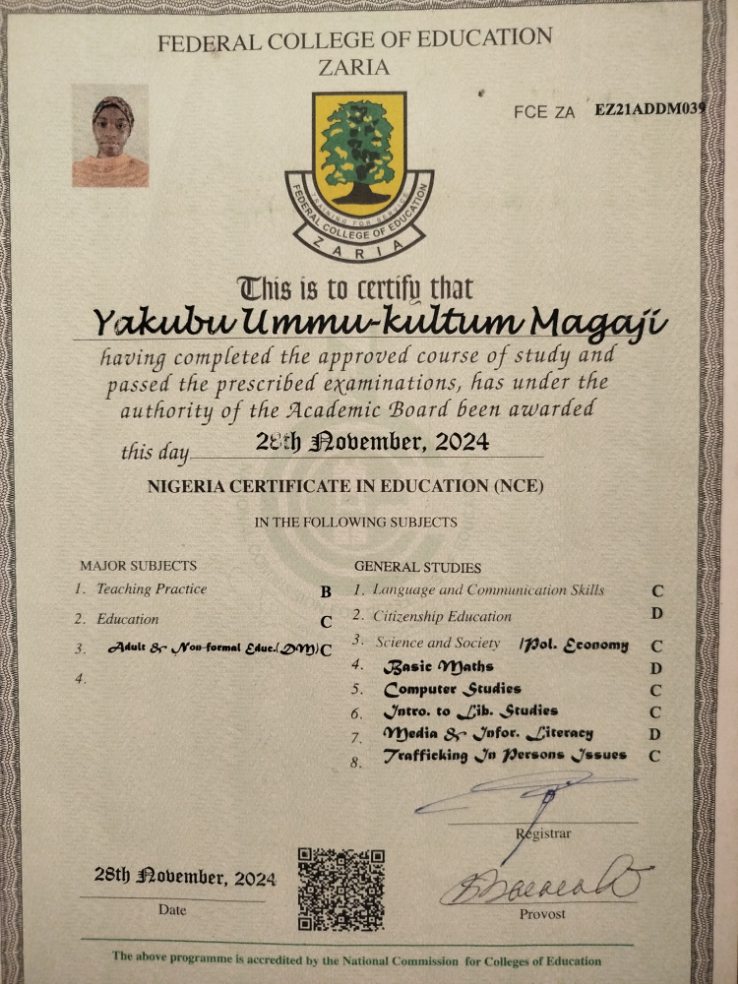 FEDERAL COLLEGE OF EDUCATION
ZARIA
FCE ZA EZ21ADDM039
TRAINING FOR SERVICE
FEDERAL COLLEGE OF EDUCATION
ZARIA
This is to certify that
Yakubu Ummu-kultum Magaji
having completed the approved course of study and
passed the prescribed examinations, has under the
authority of the Academic Board been awarded
this day 28th November, 2024
NIGERIA CERTIFICATE IN EDUCATION (NCE)
IN THE FOLLOWING SUBJECTS
MAJOR SUBJECTS
1. Teaching Practice B
2. Education C
3. Adult & Non-formal Educ.(DM) C
4.
GENERAL STUDIES
1. Language and Communication Skills C
2. Citizenship Education D
3. Science and Society /Pol. Economy C
4. Basic Maths D
5. Computer Studies C
6. Intro. to Lib. Studies C
7. Media & Infor. Literacy D
8. Trafficking In Persons Issues C
Registrar
28th November, 2024
Date
Provost
The above programme is accredited by the National Commission for Colleges of Education